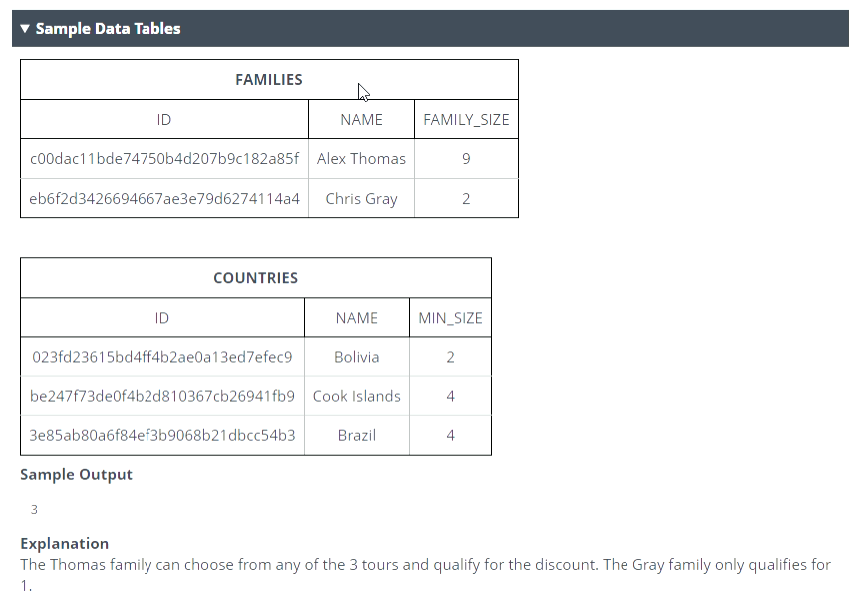 ▼ Sample Data Tables
FAMILIES
ID NAME FAMILY_SIZE
c00dac11bde74750b4d207b9c182a85f Alex Thomas 9
eb6f2d3426694667ae3e79d6274114a4 Chris Gray 2
COUNTRIES
ID NAME MIN_SIZE
023fd23615bd4ff4b2ae0a13ed7efec9 Bolivia 2
be247f73de0f4b2d810367cb26941fb9 Cook Islands 4
3e85ab80a6f84ef3b9068b21dbcc54b3 Brazil 4
Sample Output
3
Explanation
The Thomas family can choose from any of the 3 tours and qualify for the discount. The Gray family only qualifies for
1.